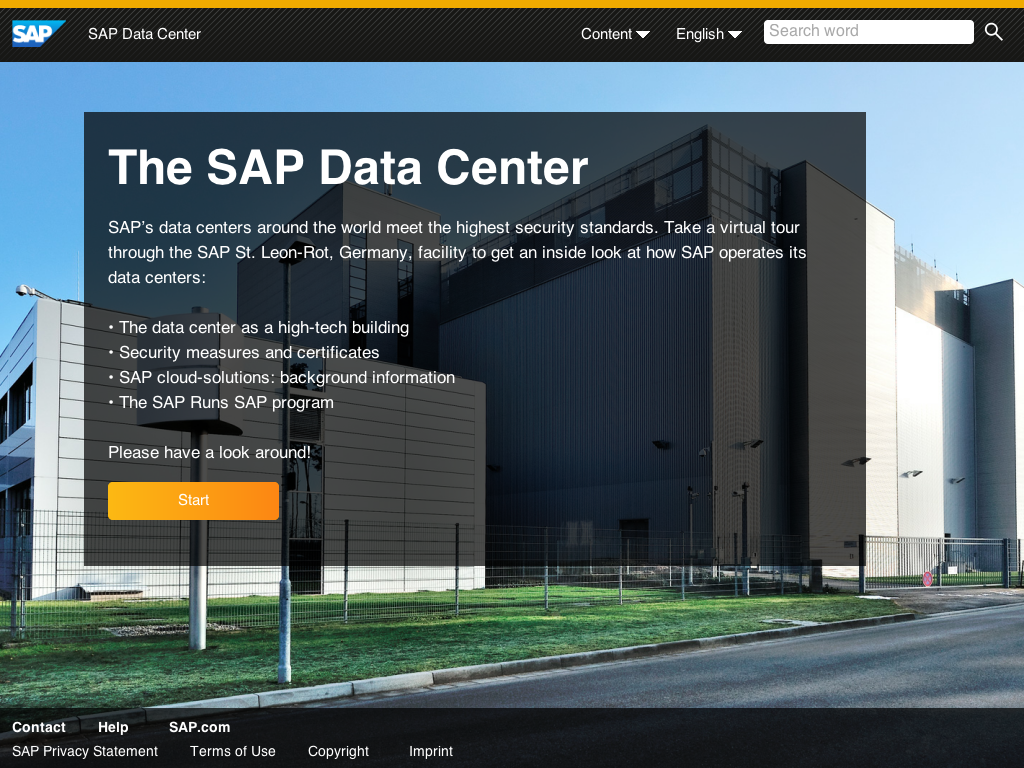 SAP
SAP Data Center
Content
English
Search word
The SAP Data Center
SAP’s data centers around the world meet the highest security standards. Take a virtual tour
through the SAP St. Leon-Rot, Germany, facility to get an inside look at how SAP operates its
data centers:
• The data center as a high-tech building
• Security measures and certificates
• SAP cloud-solutions: background information
• The SAP Runs SAP program
Please have a look around!
Start
Contact Help SAP.com
SAP Privacy Statement Terms of Use Copyright Imprint